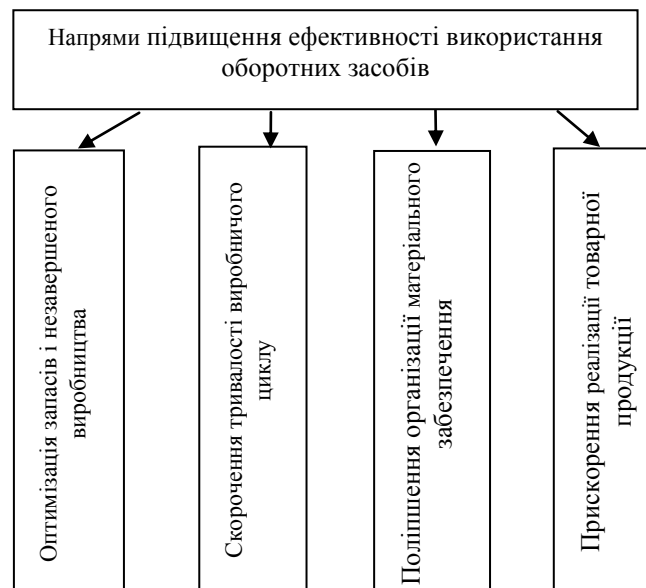 Напрями підвищення ефективності використання
оборотних засобів
Оптимізація запасів і незавершеного
виробництва
Скорочення тривалості виробничого
циклу
Поліпшення організації матеріального
забезпечення
Прискорення реалізації товарної
продукції